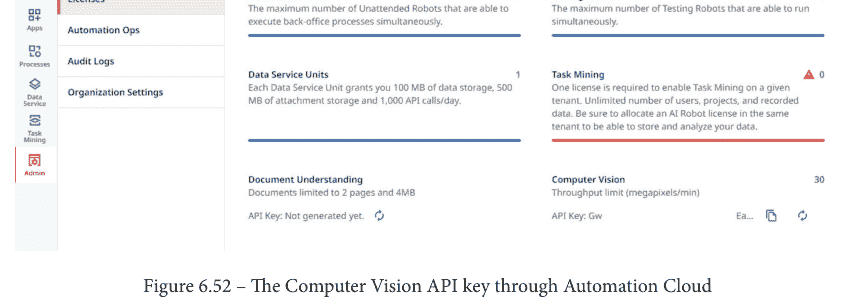 Licenses
Apps
Automation Ops
Processes
Audit Logs
Data
Service
Organization Settings
Task
Mining
Admin
The maximum number of Unattended Robots that are able to
execute back-office processes simultaneously.
The maximum number of Testing Robots that are able to run
simultaneously.
Data Service Units 1
Each Data Service Unit grants you 100 MB of data storage, 500
MB of attachment storage and 1,000 API calls/day.
Task Mining 0
One license is required to enable Task Mining on a given
tenant. Unlimited number of users, projects, and recorded
data. Be sure to allocate an AI Robot license in the same
tenant to be able to store and analyze your data.
Document Understanding
Documents limited to 2 pages and 4MB
API Key: Not generated yet.
Computer Vision 30
Throughput limit (megapixels/min)
API Key: Gw Ea...
Figure 6.52 – The Computer Vision API key through Automation Cloud